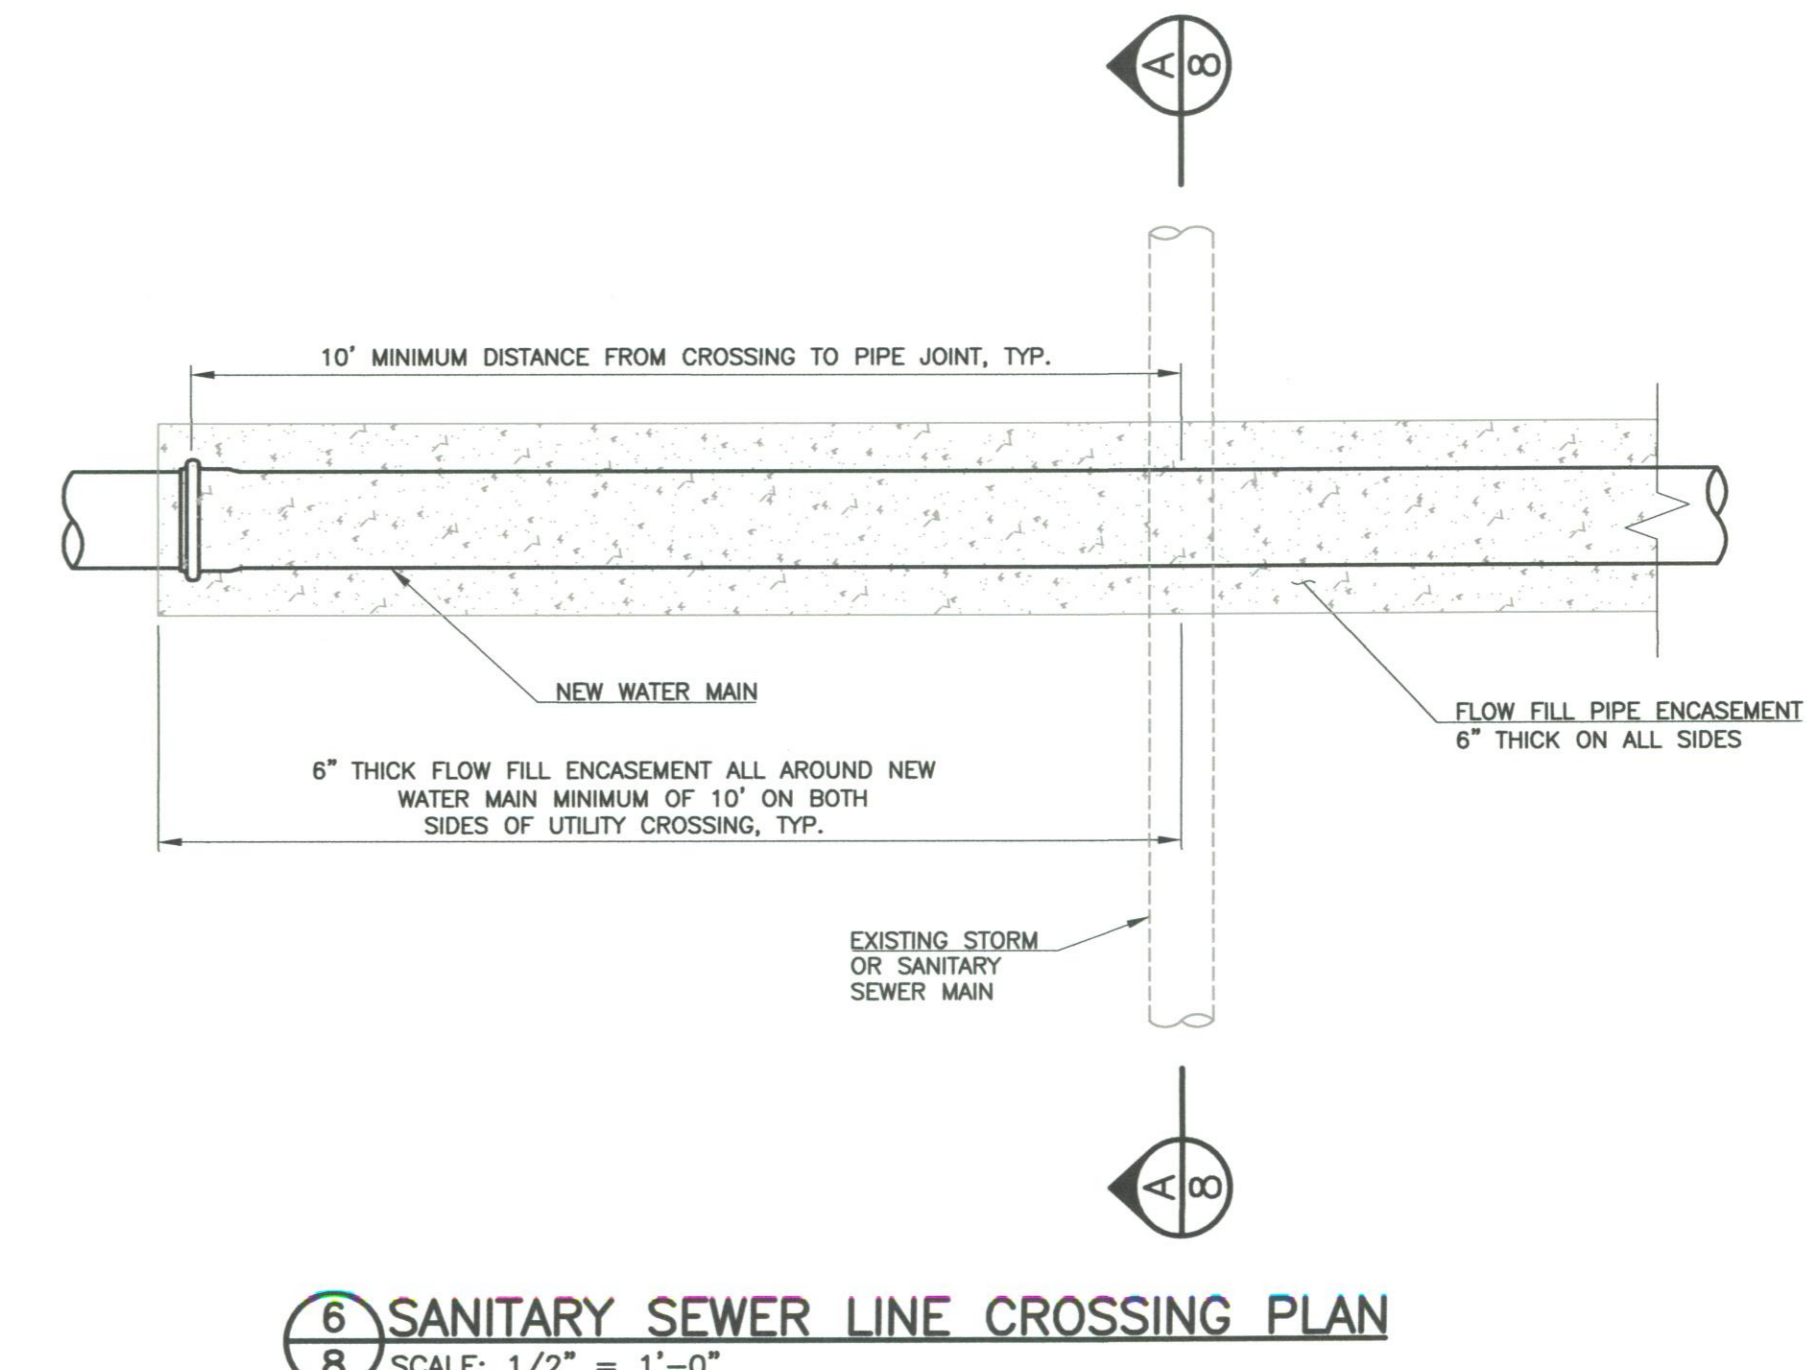 A
8
10' MINIMUM DISTANCE FROM CROSSING TO PIPE JOINT, TYP.
NEW WATER MAIN
FLOW FILL PIPE ENCASEMENT
6" THICK ON ALL SIDES
6" THICK FLOW FILL ENCASEMENT ALL AROUND NEW
WATER MAIN MINIMUM OF 10' ON BOTH
SIDES OF UTILITY CROSSING, TYP.
EXISTING STORM
OR SANITARY
SEWER MAIN
A
8
6
8
SANITARY SEWER LINE CROSSING PLAN
SCALE: 1/2" = 1'-0"